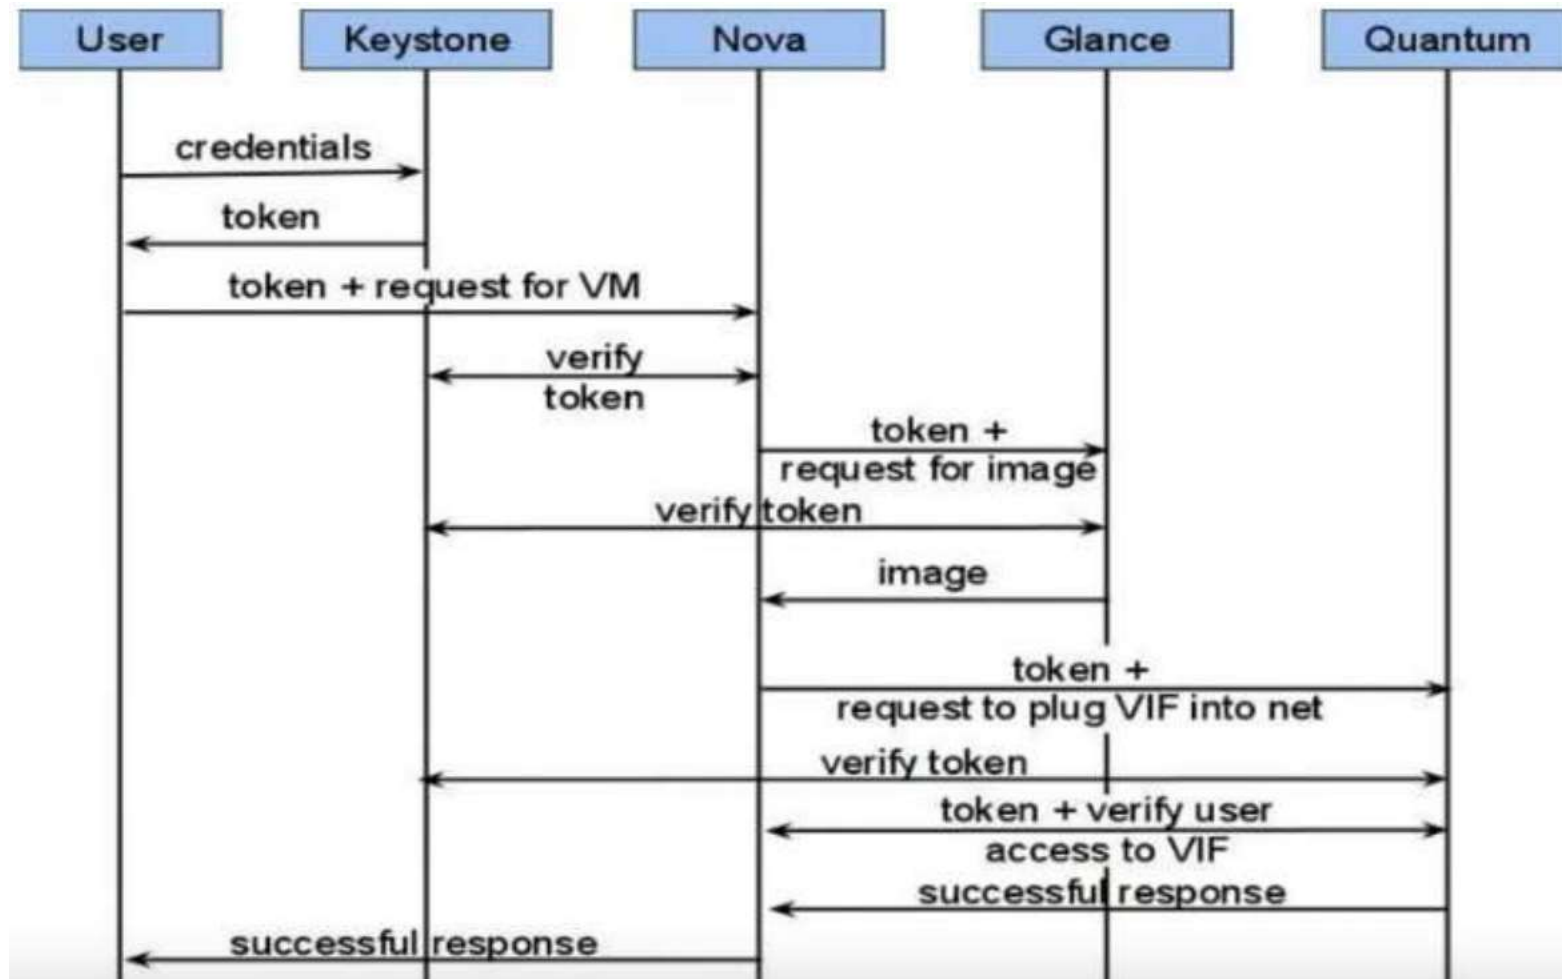 User
Keystone
Nova
Glance
Quantum
credentials
token
token + request for VM
verify
token
token +
request for image
verify token
image
token +
request to plug VIF into net
verify token
token + verify user
access to VIF
successful response
successful response